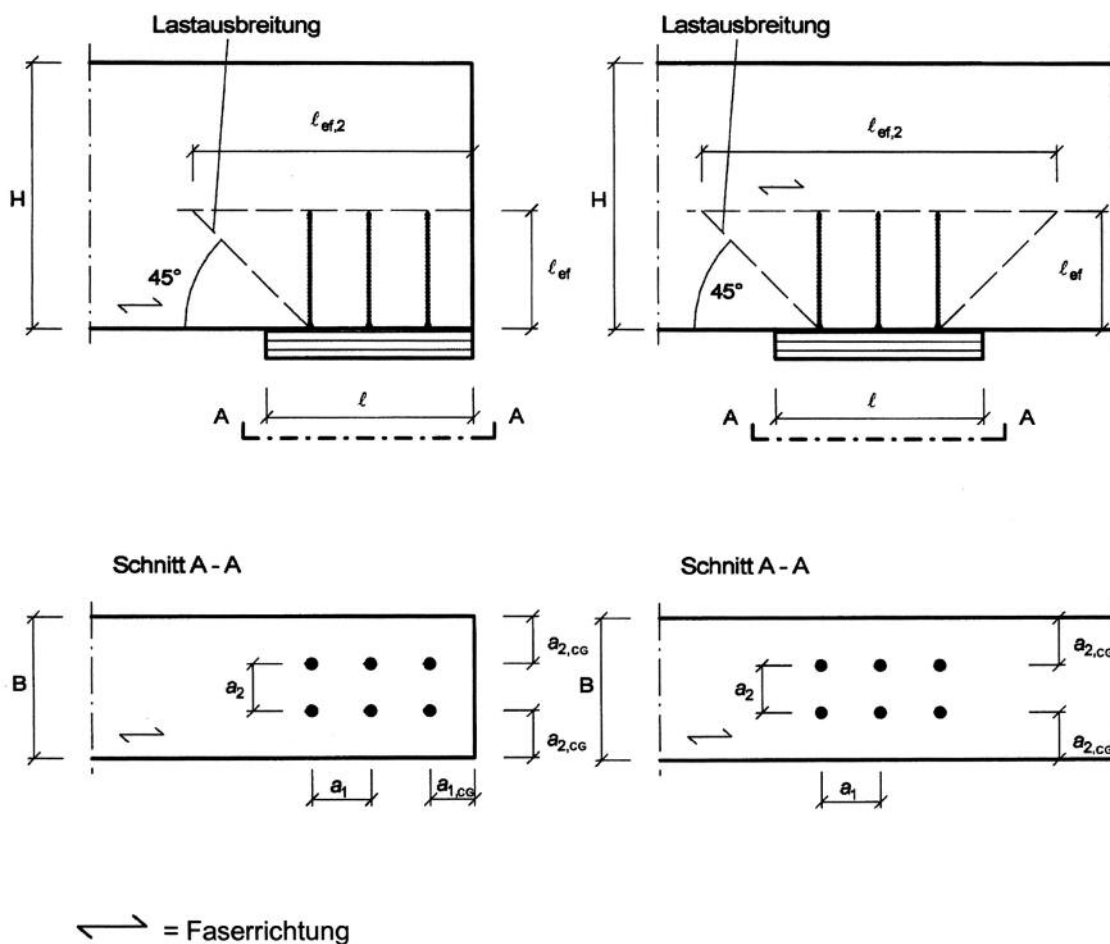 Lastausbreitung
ℓef,2
H
45°
ℓef
ℓ
A A
Schnitt A - A
B
a2
a2,CG
a2,CG
a1
a1,CG
Lastausbreitung
ℓef,2
H
45°
ℓef
ℓ
A A
Schnitt A - A
B
a2
a2,CG
a2,CG
a1
= Faserrichtung